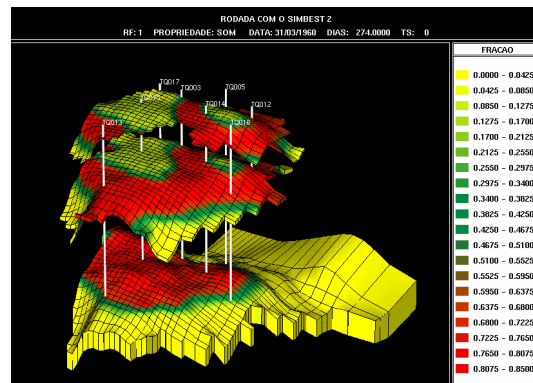 RODADA COM O SIMBEST 2
RF: 1 PROPRIEDADE: SOM DATA: 31/03/1960 DIAS: 274.0000 TS: 0
FRACAO
0.0000 - 0.0425
0.0425 - 0.0850
0.0850 - 0.1275
0.1275 - 0.1700
0.1700 - 0.2125
0.2125 - 0.2550
0.2550 - 0.2975
0.2975 - 0.3400
0.3400 - 0.3825
0.3825 - 0.4250
0.4250 - 0.4675
0.4675 - 0.5100
0.5100 - 0.5525
0.5525 - 0.5950
0.5950 - 0.6375
0.6375 - 0.6800
0.6800 - 0.7225
0.7225 - 0.7650
0.7650 - 0.8075
0.8075 - 0.8500
TQ017
TQ003
TQ005
TQ014
TQ012
TQ013
TQ016